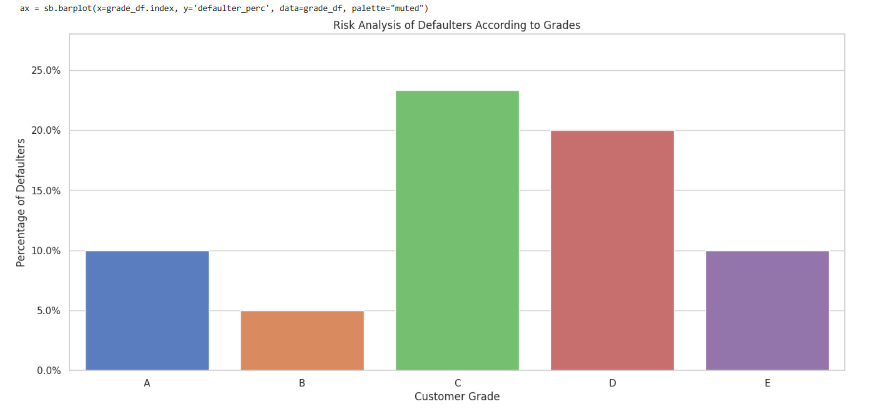 ax = sb.barplot(x=grade_df.index, y='defaulter_perc', data=grade_df, palette="muted")
Risk Analysis of Defaulters According to Grades
25.0%
20.0%
15.0%
10.0%
5.0%
0.0%
Percentage of Defaulters
A B C D E
Customer Grade